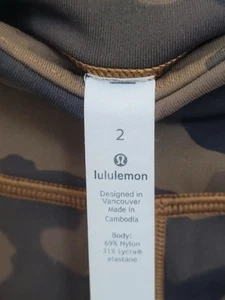 2
lululemon
Designed in
Vancouver
Made in
Cambodia
Body:
69% Nylon
31% Lycra®
elastane